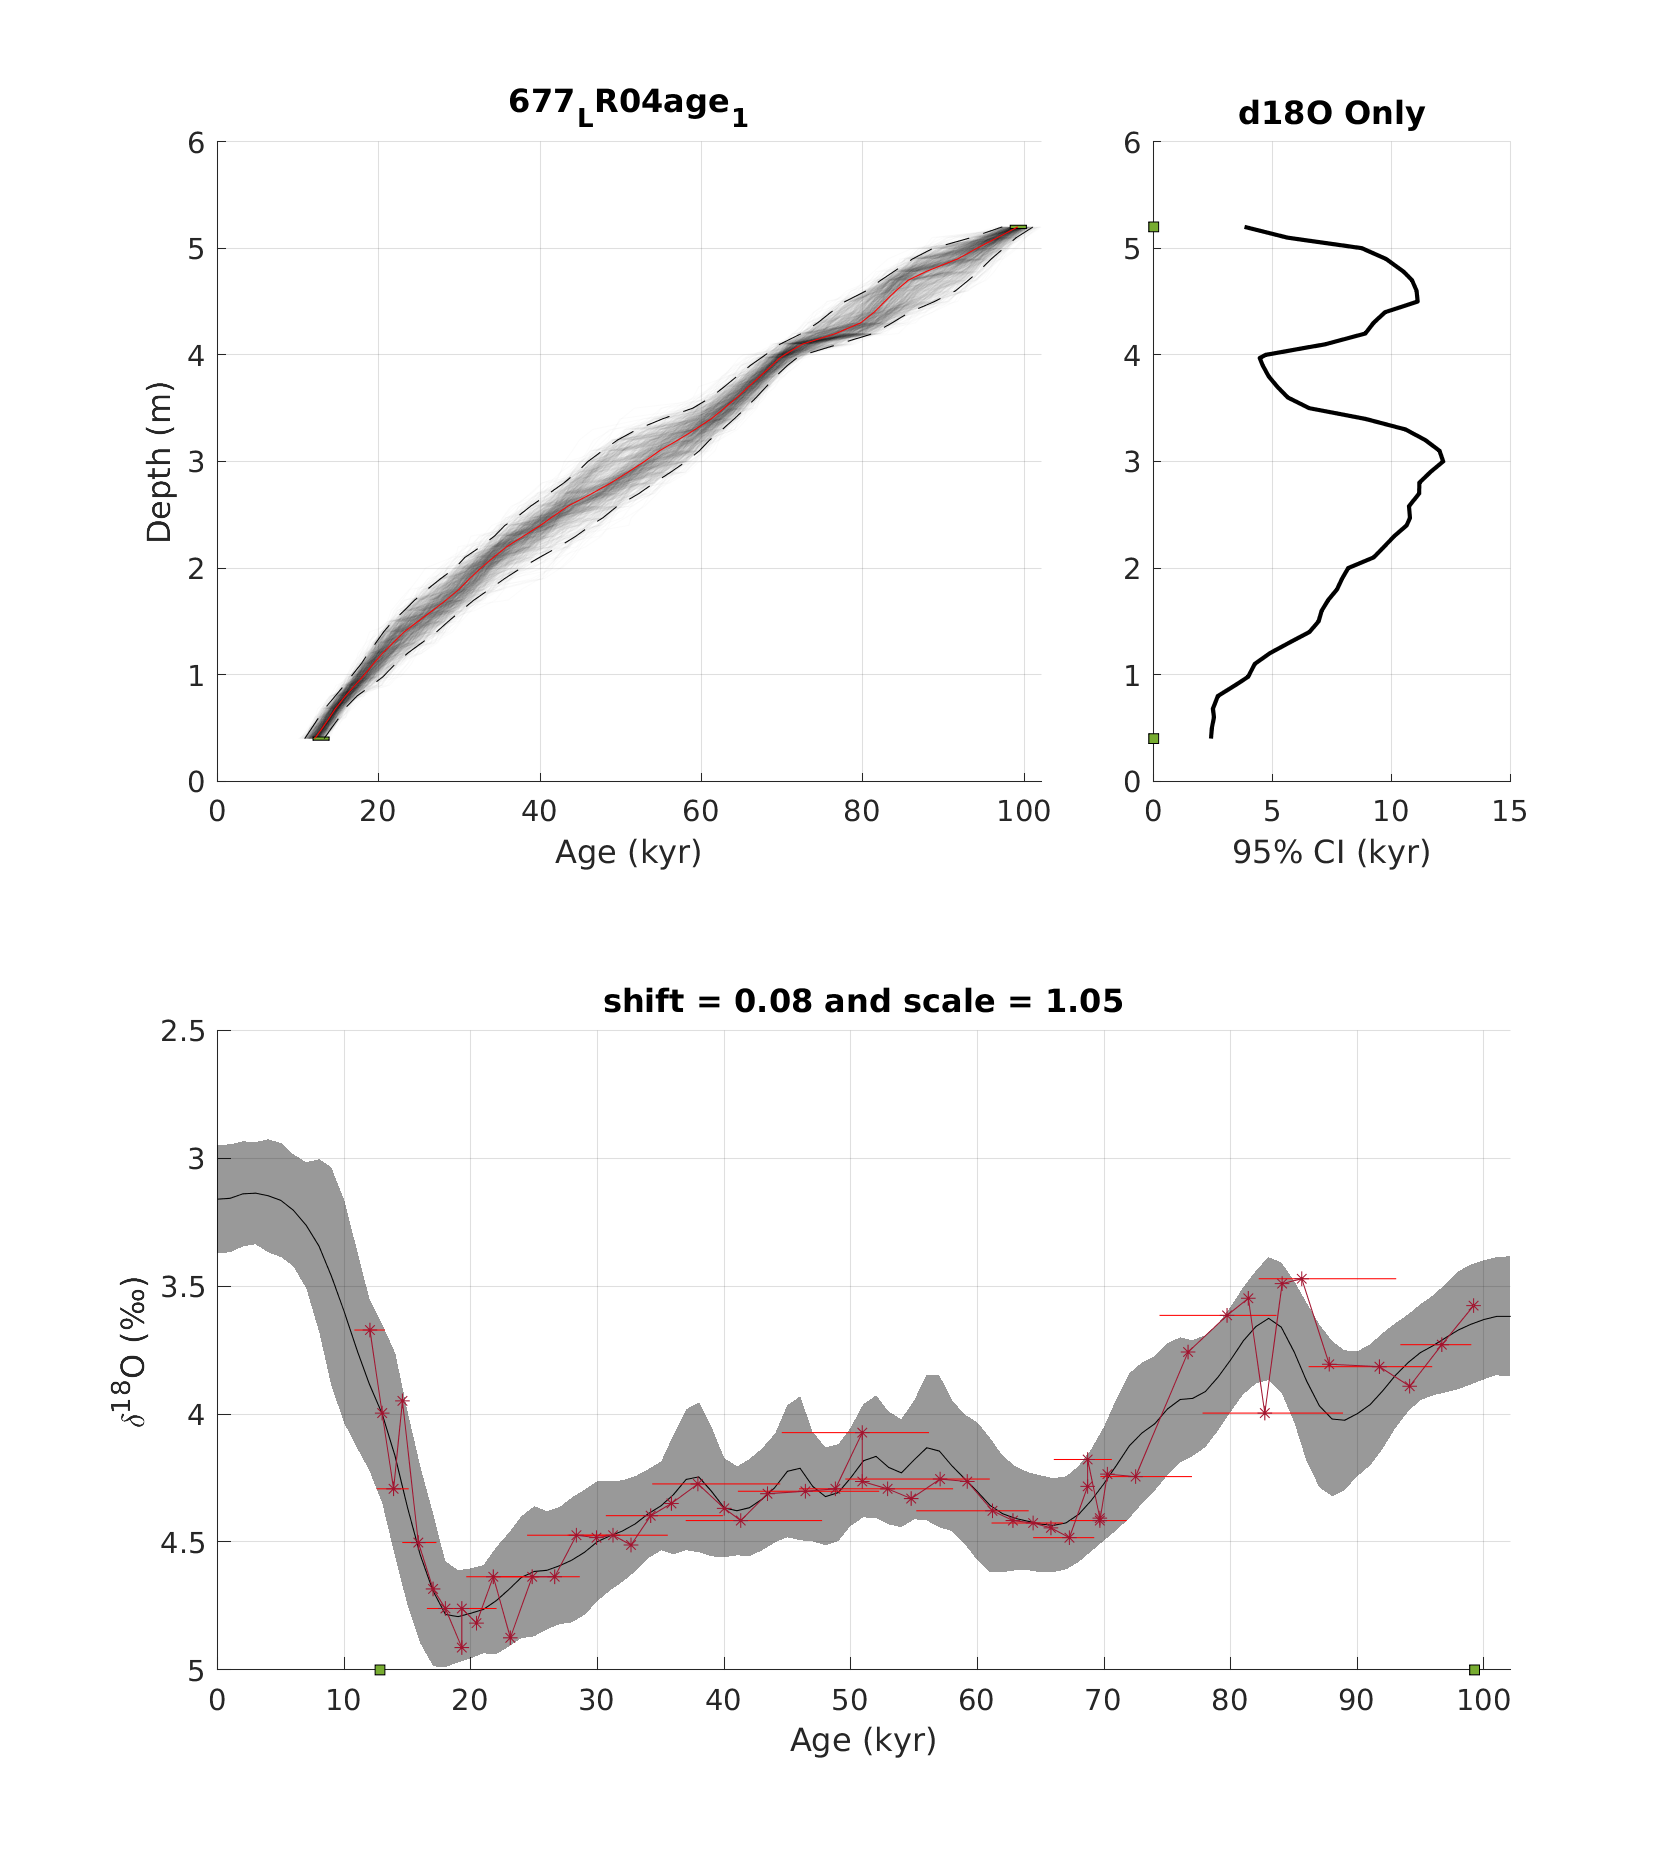 677_LR04age_1
d18O Only
6
5
4
3
2
1
0
Depth (m)
0 20 40 60 80 100
Age (kyr)
6
5
4
3
2
1
0
0 5 10 15
95% CI (kyr)
shift = 0.08 and scale = 1.05
2.5
3
3.5
4
4.5
5
δ¹⁸O (‰)
0 10 20 30 40 50 60 70 80 90 100
Age (kyr)